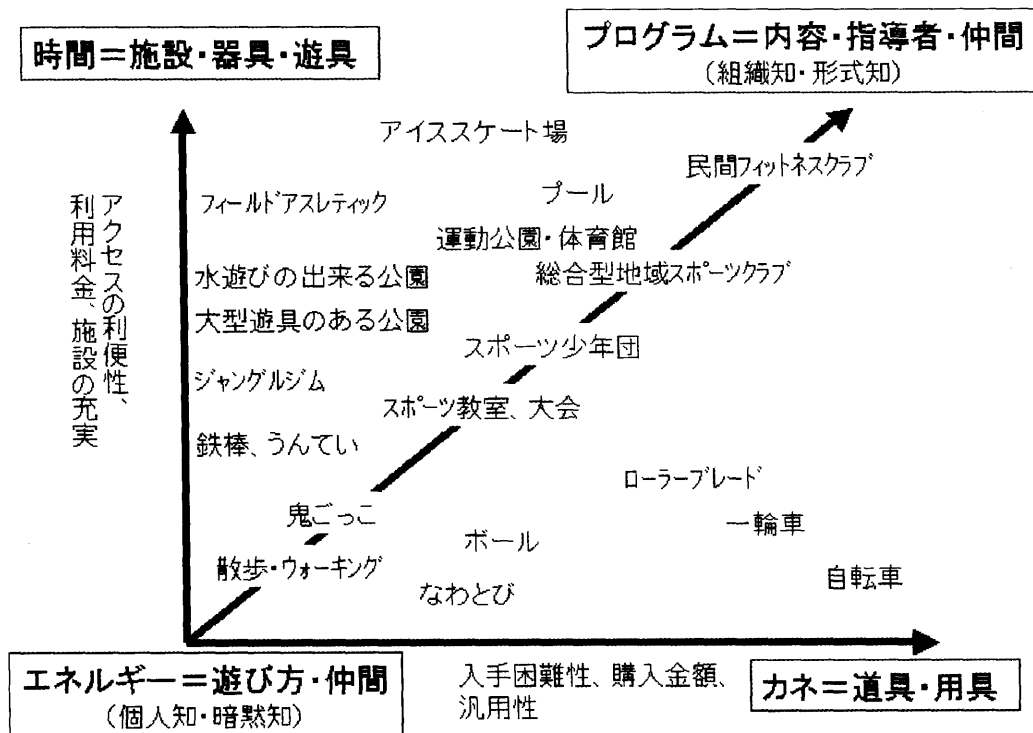 時間＝施設・器具・遊具
プログラム＝内容・指導者・仲間
（組織知・形式知）
アイススケート場
民間フィットネスクラブ
フィールドアスレティック
プール
運動公園・体育館
水遊びの出来る公園
総合型地域スポーツクラブ
大型遊具のある公園
スポーツ少年団
ジャングルジム
スポーツ教室、大会
鉄棒、うんてい
ローラーブレード
鬼ごっこ
一輪車
ボール
散歩・ウォーキング
自転車
なわとび
アクセスの利便性、
利用料金、施設の充実
エネルギー＝遊び方・仲間
（個人知・暗黙知）
入手困難性、購入金額、
汎用性
カネ＝道具・用具